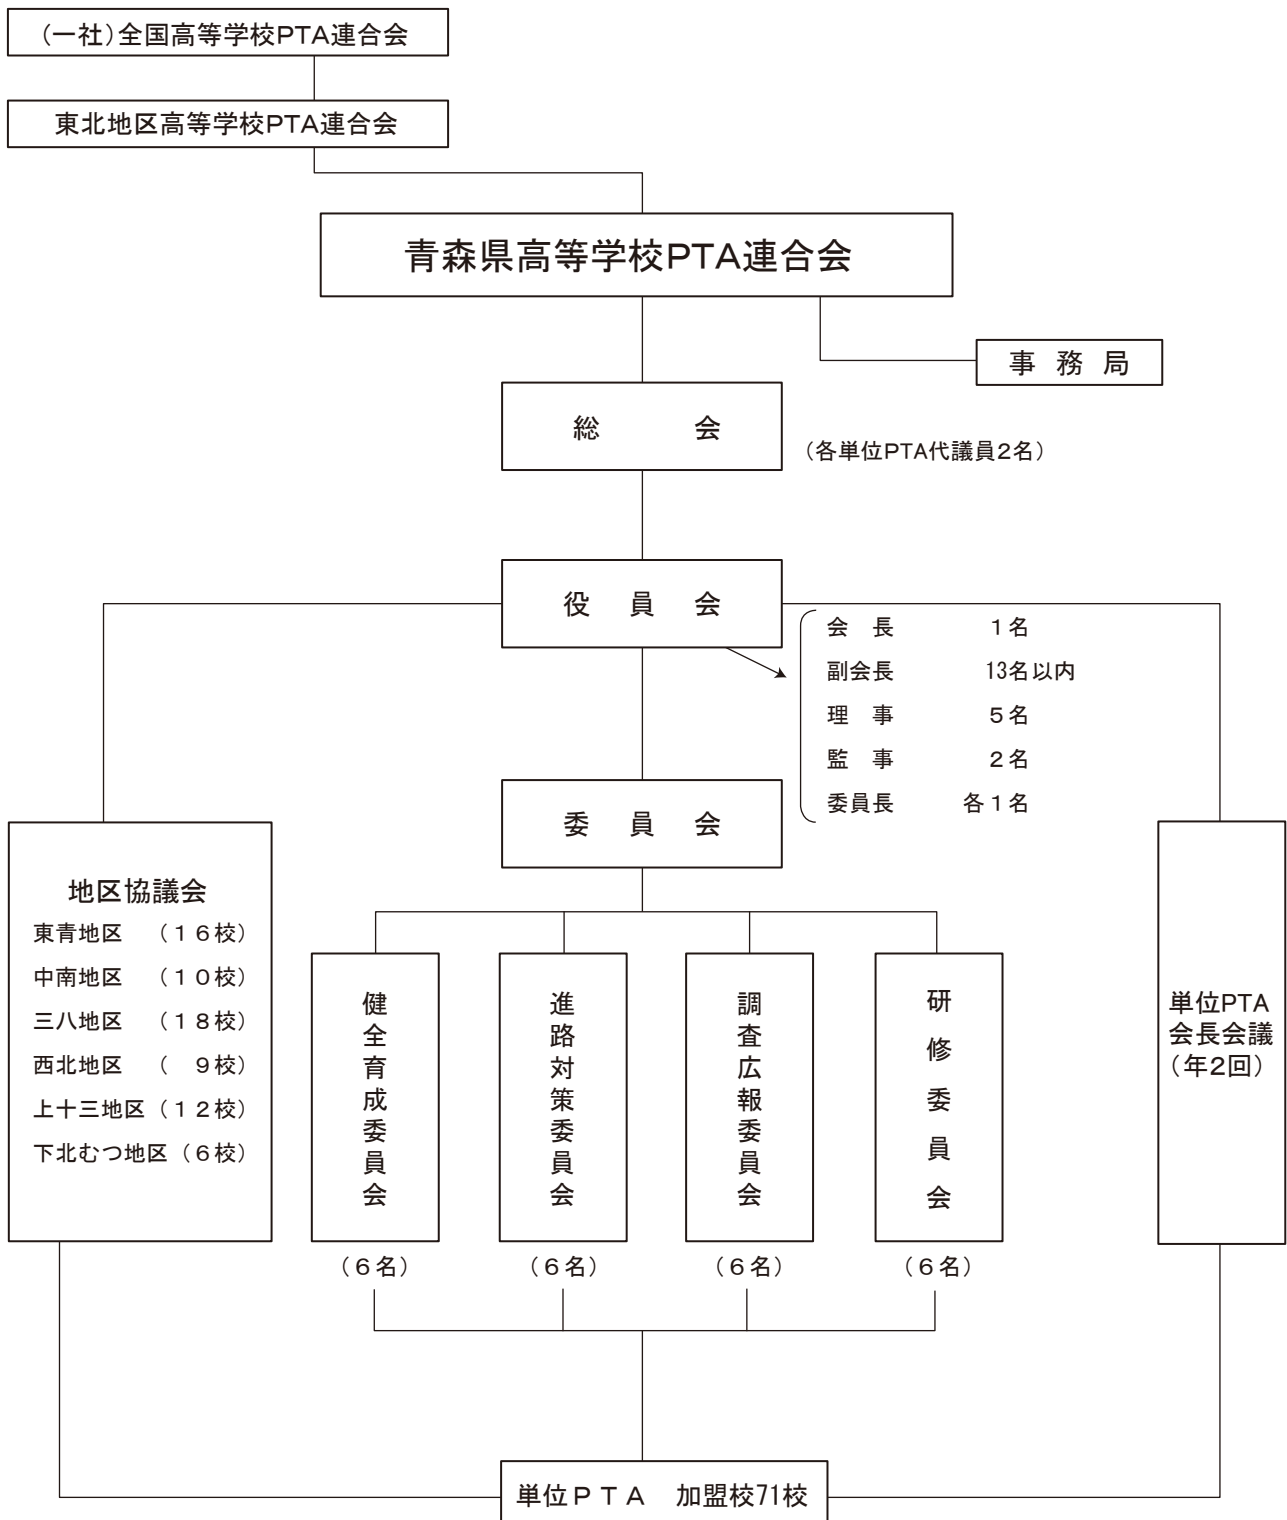 (一社)全国高等学校PTA連合会
東北地区高等学校PTA連合会
青森県高等学校PTA連合会
事 務 局
総 会
(各単位PTA代議員2名)
役 員 会
会 長 1名
副会長 13名以内
理 事 5名
監 事 2名
委員長 各1名
委 員 会
地区協議会
東青地区 (16校)
中南地区 (10校)
三八地区 (18校)
西北地区 ( 9校)
上十三地区 (12校)
下北むつ地区 (6校)
健全育成委員会
(6名)
進路対策委員会
(6名)
調査広報委員会
(6名)
研修委員会
(6名)
単位PTA
会長会議
(年2回)
単位PTA 加盟校71校